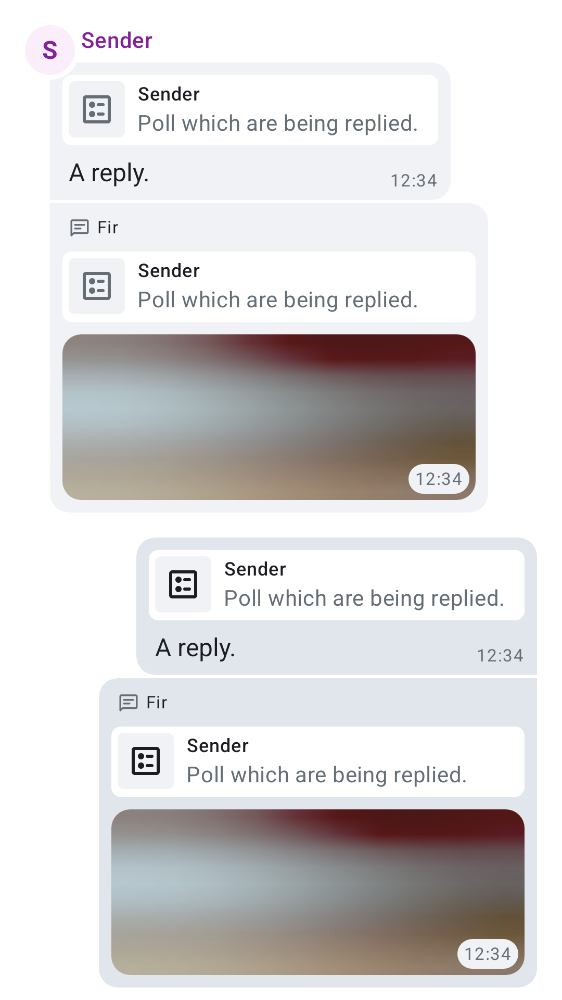 S
Sender
Sender
Poll which are being replied.
A reply.
12:34
Fir
Sender
Poll which are being replied.
12:34
Sender
Poll which are being replied.
A reply.
12:34
Fir
Sender
Poll which are being replied.
12:34